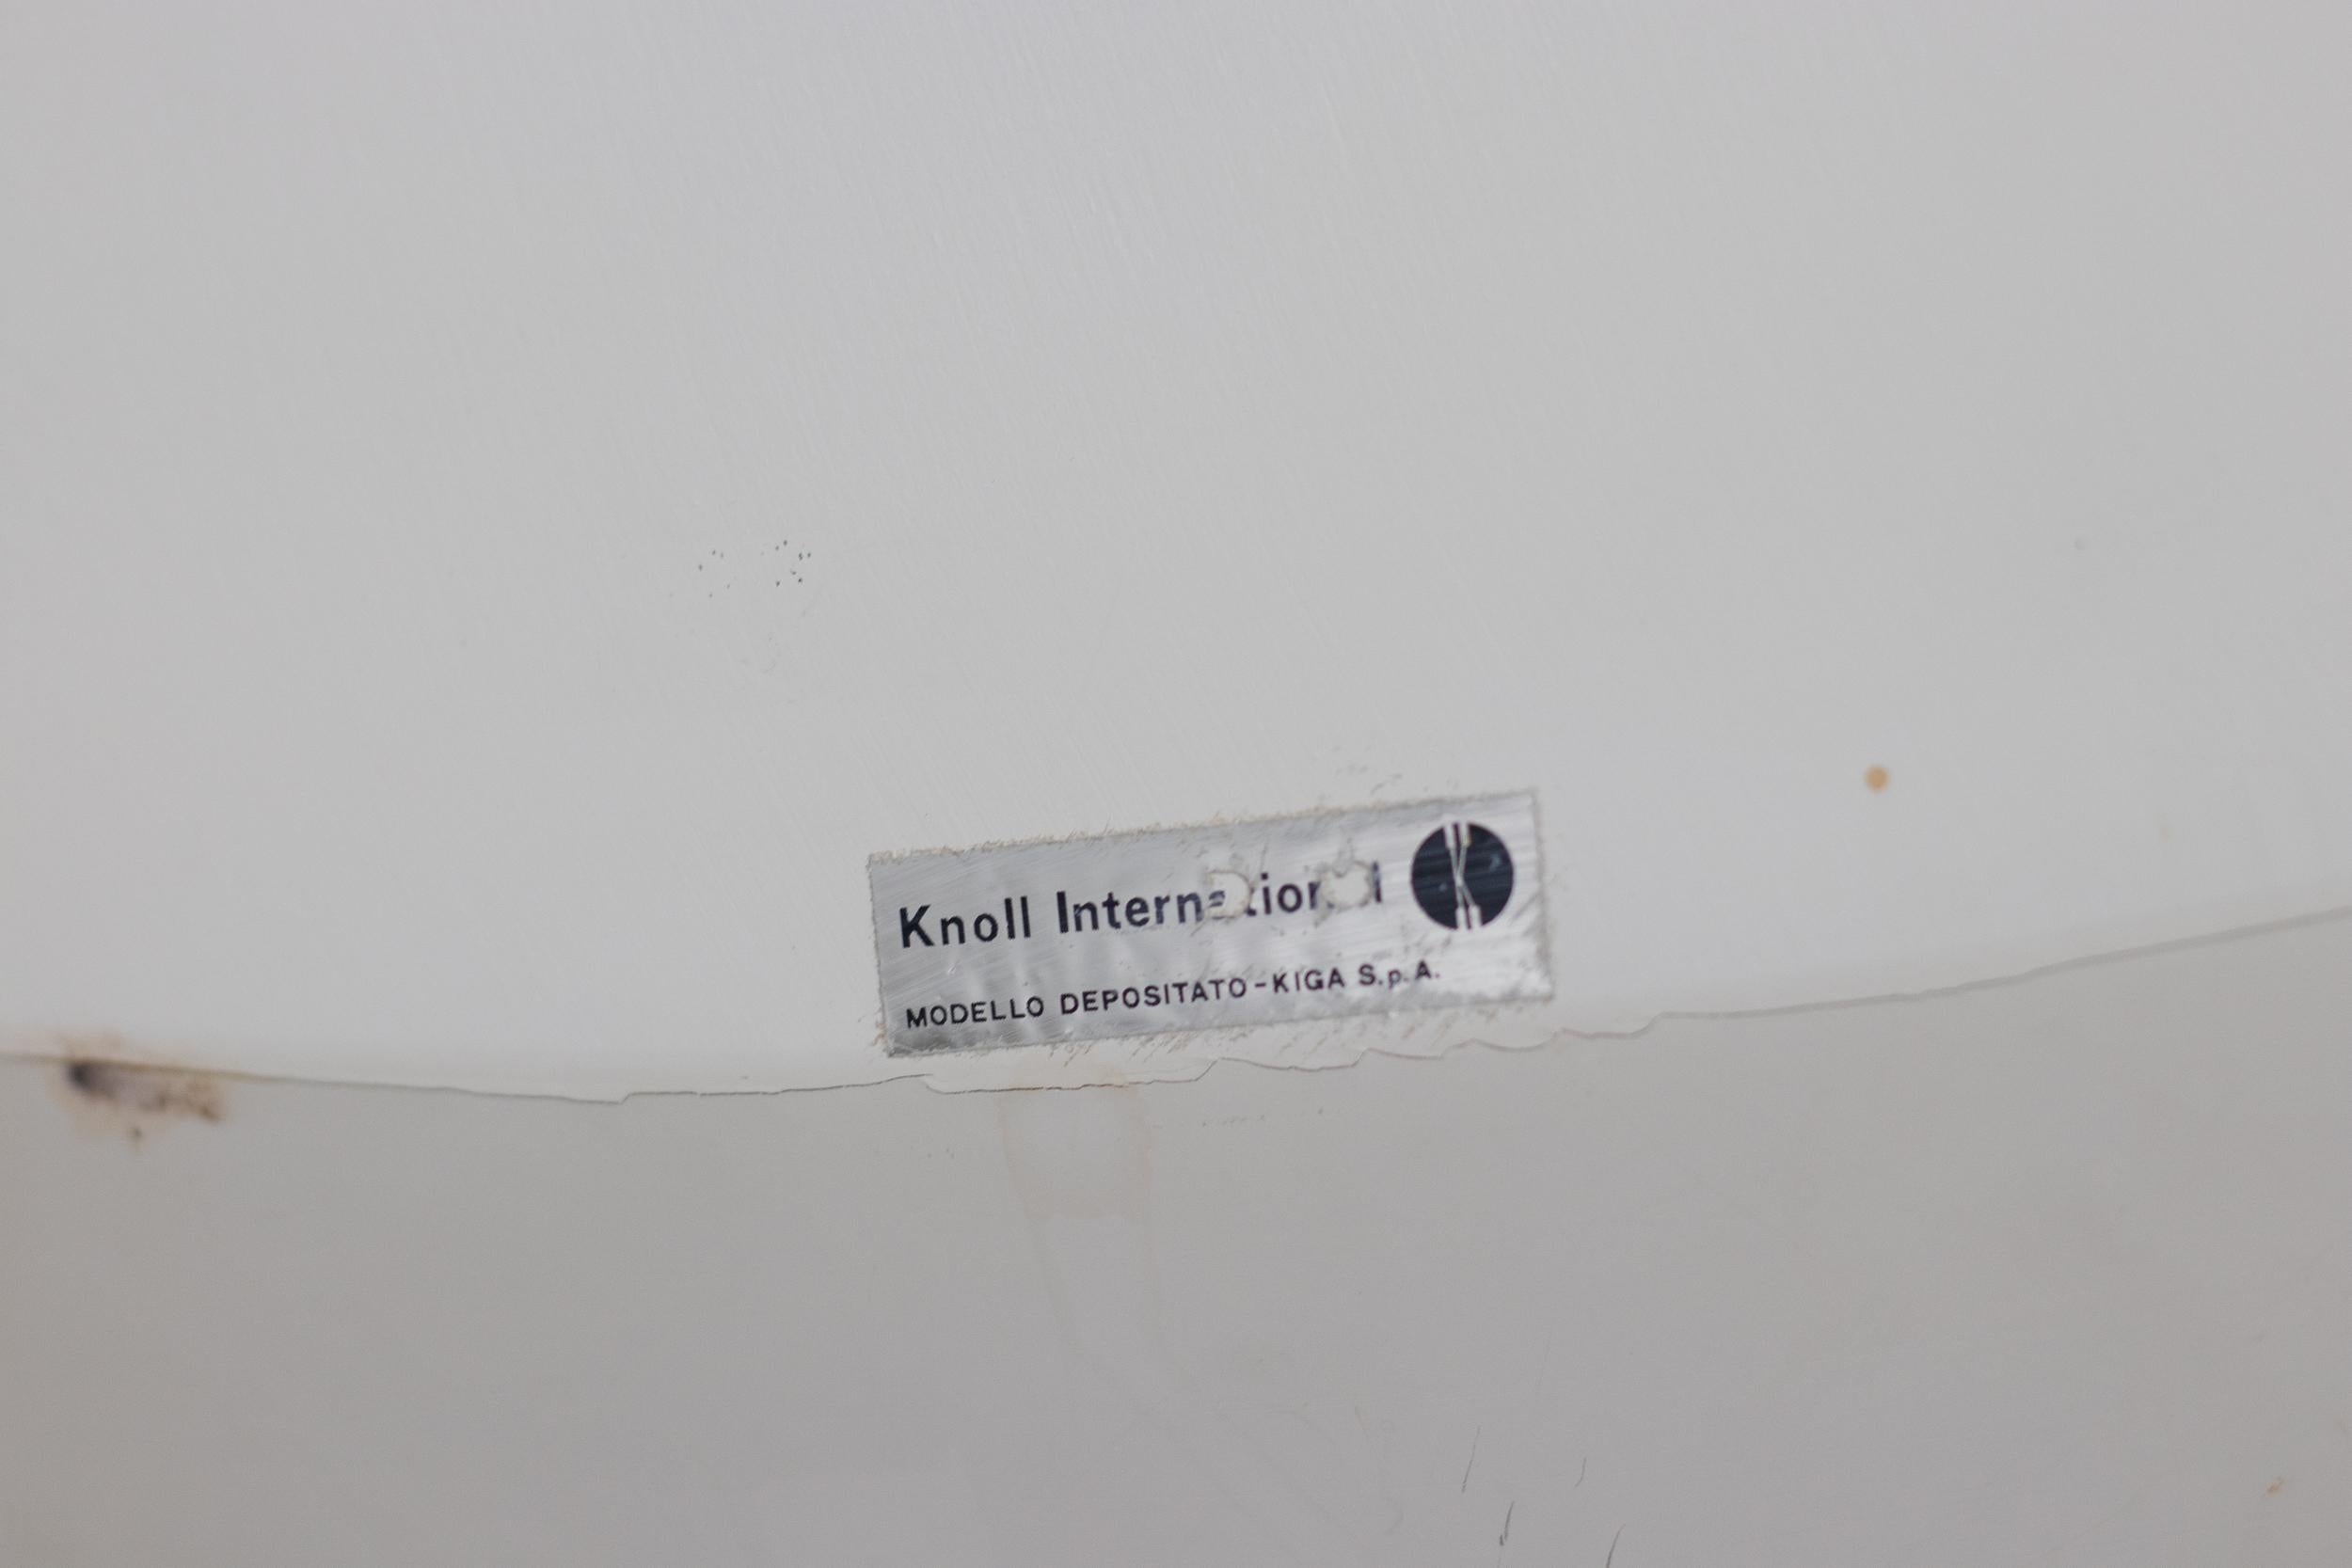 Knoll International
MODELLO DEPOSITATO-KIGA S.p.A.